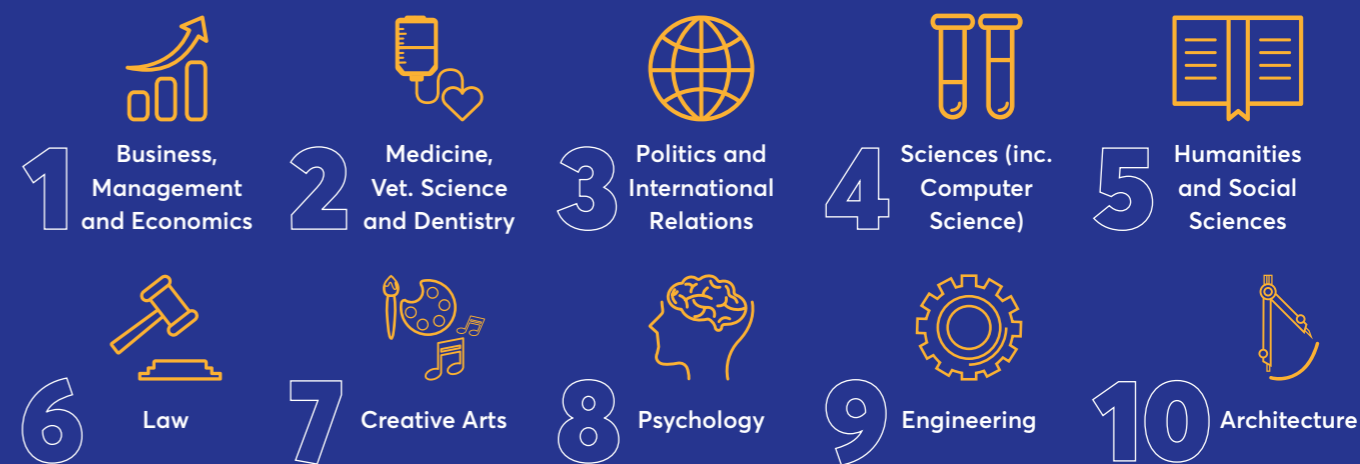 1
Business,
Management
and Economics
2
Medicine,
Vet. Science
and Dentistry
3
Politics and
International
Relations
4
Sciences (inc.
Computer
Science)
5
Humanities
and Social
Sciences
6
Law
7
Creative Arts
8
Psychology
9
Engineering
10
Architecture